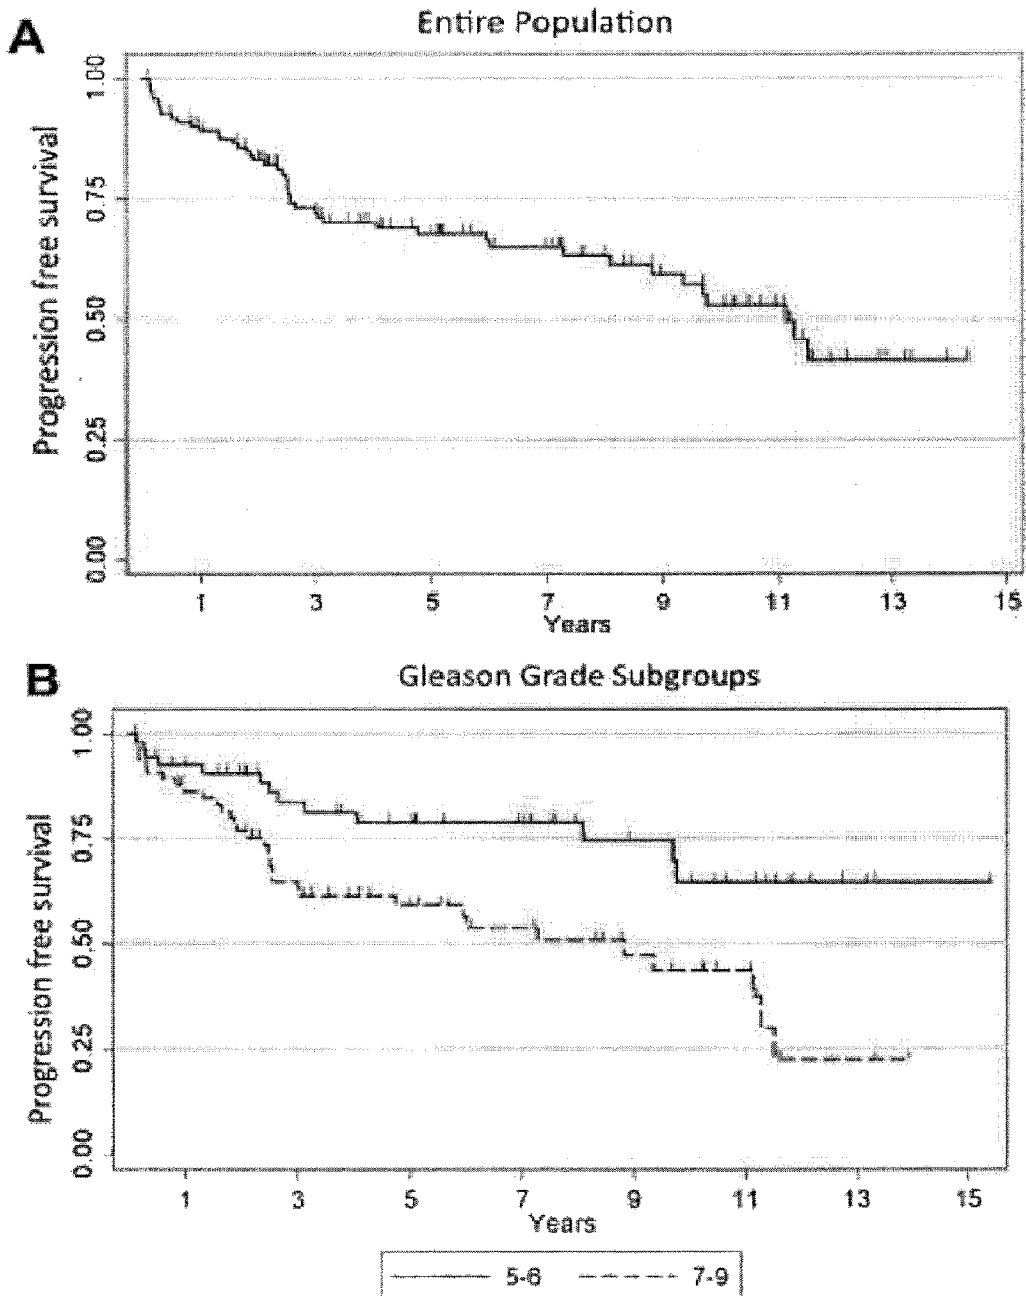 A
Entire Population
Progression free survival
1.00
0.75
0.50
0.25
0.00
1 3 5 7 9 11 13 15
Years
B
Gleason Grade Subgroups
Progression free survival
1.00
0.75
0.50
0.25
0.00
1 3 5 7 9 11 13 15
Years
5-6 7-9